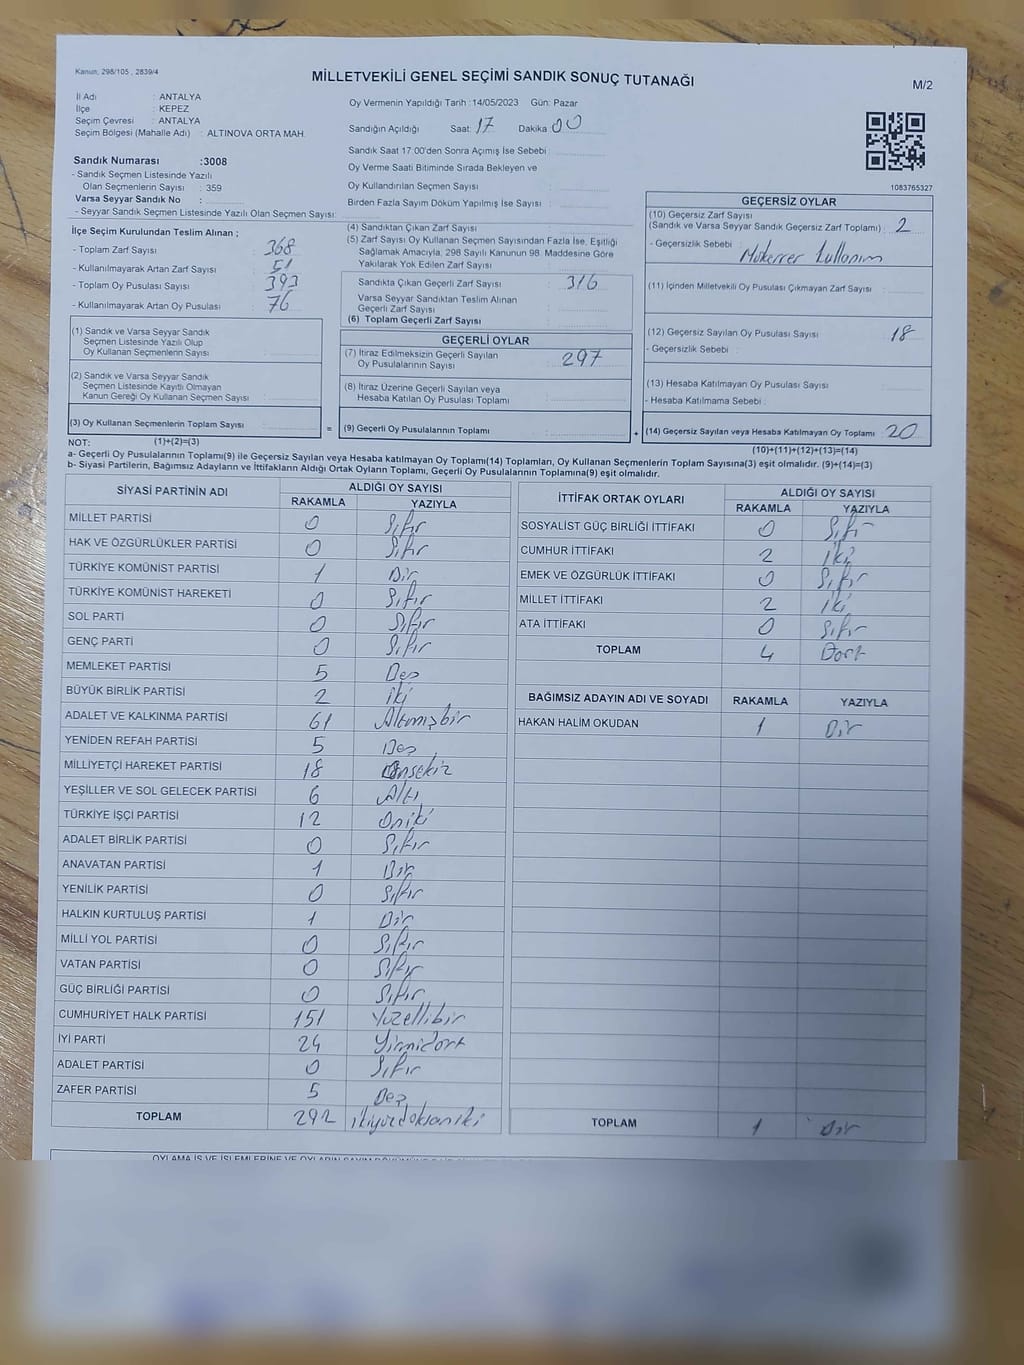 Kanun; 298/105 , 2839/4
MİLLETVEKİLİ GENEL SEÇİMİ SANDIK SONUÇ TUTANAĞI
M/2
İl Adı : ANTALYA
İlçe : KEPEZ
Seçim Çevresi : ANTALYA
Seçim Bölgesi (Mahalle Adı) : ALTINOVA ORTA MAH.
Sandık Numarası :3008
- Sandık Seçmen Listesinde Yazılı
Olan Seçmenlerin Sayısı : 359
Varsa Seyyar Sandık No :
- Seyyar Sandık Seçmen Listesinde Yazılı Olan Seçmen Sayısı:
Oy Vermenin Yapıldığı Tarih :14/05/2023 Gün: Pazar
Sandığın Açıldığı Saat: 17 Dakika 00
Sandık Saat 17:00'den Sonra Açımış İse Sebebi :
Oy Verme Saati Bitiminde Sırada Bekleyen ve
Oy Kullandırılan Seçmen Sayısı :
Birden Fazla Sayım Döküm Yapılmış İse Sayısı :
1083765327
İlçe Seçim Kurulundan Teslim Alınan ;
- Toplam Zarf Sayısı : 368
- Kullanılmayarak Artan Zarf Sayısı : 51
- Toplam Oy Pusulası Sayısı : 393
- Kullanılmayarak Artan Oy Pusulası : 76
(1) Sandık ve Varsa Seyyar Sandık
Seçmen Listesinde Yazılı Olup
Oy Kullanan Seçmenlerin Sayısı :
(2) Sandık ve Varsa Seyyar Sandık
Seçmen Listesinde Kayıtlı Olmayan
Kanun Gereği Oy Kullanan Seçmen Sayısı :
(3) Oy Kullanan Seçmenlerin Toplam Sayısı :
(4) Sandıktan Çıkan Zarf Sayısı :
(5) Zarf Sayısı Oy Kullanan Seçmen Sayısından Fazla İse, Eşitliği
Sağlamak Amacıyla, 298 Sayılı Kanunun 98. Maddesine Göre
Yakılarak Yok Edilen Zarf Sayısı :
Sandıkta Çıkan Geçerli Zarf Sayısı : 316
Varsa Seyyar Sandıktan Teslim Alınan
Geçerli Zarf Sayısı :
(6) Toplam Geçerli Zarf Sayısı :
GEÇERLİ OYLAR
(7) İtiraz Edilmeksizin Geçerli Sayılan
Oy Pusulalarının Sayısı : 297
(8) İtiraz Üzerine Geçerli Sayılan veya
Hesaba Katılan Oy Pusulası Toplamı :
= (9) Geçerli Oy Pusulalarının Toplamı :
GEÇERSİZ OYLAR
(10) Geçersiz Zarf Sayısı
(Sandık ve Varsa Seyyar Sandık Geçersiz Zarf Toplamı) : 2
- Geçersizlik Sebebi : Mükerrer kullanım
(11) İçinden Milletvekili Oy Pusulası Çıkmayan Zarf Sayısı :
(12) Geçersiz Sayılan Oy Pusulası Sayısı : 18
- Geçersizlik Sebebi :
(13) Hesaba Katılmayan Oy Pusulası Sayısı :
- Hesaba Katılmama Sebebi :
+ (14) Geçersiz Sayılan veya Hesaba Katılmayan Oy Toplamı : 20
NOT: (1)+(2)=(3)
(10)+(11)+(12)+(13)=(14)
a- Geçerli Oy Pusulalarının Toplamı(9) ile Geçersiz Sayılan veya Hesaba katılmayan Oy Toplamı(14) Toplamları, Oy Kullanan Seçmenlerin Toplam Sayısına(3) eşit olmalıdır. (9)+(14)=(3)
b- Siyasi Partilerin, Bağımsız Adayların ve İttifakların Aldığı Ortak Oyların Toplamı, Geçerli Oy Pusulalarının Toplamına(9) eşit olmalıdır.
SİYASİ PARTİNİN ADI ALDIĞI OY SAYISI
RAKAMLA YAZIYLA
MİLLET PARTİSİ 0 Sıfır
HAK VE ÖZGÜRLÜKLER PARTİSİ 0 Sıfır
TÜRKİYE KOMÜNİST PARTİSİ 1 Bir
TÜRKİYE KOMÜNİST HAREKETİ 0 Sıfır
SOL PARTİ 0 Sıfır
GENÇ PARTİ 0 Sıfır
MEMLEKET PARTİSİ 5 Beş
BÜYÜK BİRLİK PARTİSİ 2 iki
ADALET VE KALKINMA PARTİSİ 61 Altmışbir
YENİDEN REFAH PARTİSİ 5 Beş
MİLLİYETÇİ HAREKET PARTİSİ 18 Onsekiz
YEŞİLLER VE SOL GELECEK PARTİSİ 6 Altı
TÜRKİYE İŞÇİ PARTİSİ 12 Oniki
ADALET BİRLİK PARTİSİ 0 Sıfır
ANAVATAN PARTİSİ 1 Bir
YENİLİK PARTİSİ 0 Sıfır
HALKIN KURTULUŞ PARTİSİ 1 Bir
MİLLİ YOL PARTİSİ 0 Sıfır
VATAN PARTİSİ 0 Sıfır
GÜÇ BİRLİĞİ PARTİSİ 0 Sıfır
CUMHURİYET HALK PARTİSİ 151 Yüzellibir
İYİ PARTİ 24 Yirmidört
ADALET PARTİSİ 0 Sıfır
ZAFER PARTİSİ 5 Beş
TOPLAM 292 ikiyüzdoksaniki
İTTİFAK ORTAK OYLARI ALDIĞI OY SAYISI
RAKAMLA YAZIYLA
SOSYALİST GÜÇ BİRLİĞİ İTTİFAKI 0 Sıfır
CUMHUR İTTİFAKI 2 iki
EMEK VE ÖZGÜRLÜK İTTİFAKI 0 Sıfır
MİLLET İTTİFAKI 2 iki
ATA İTTİFAKI 0 Sıfır
TOPLAM 4 Dört
BAĞIMSIZ ADAYIN ADI VE SOYADI RAKAMLA YAZIYLA
HAKAN HALİM OKUDAN 1 Bir
TOPLAM 1 Bir